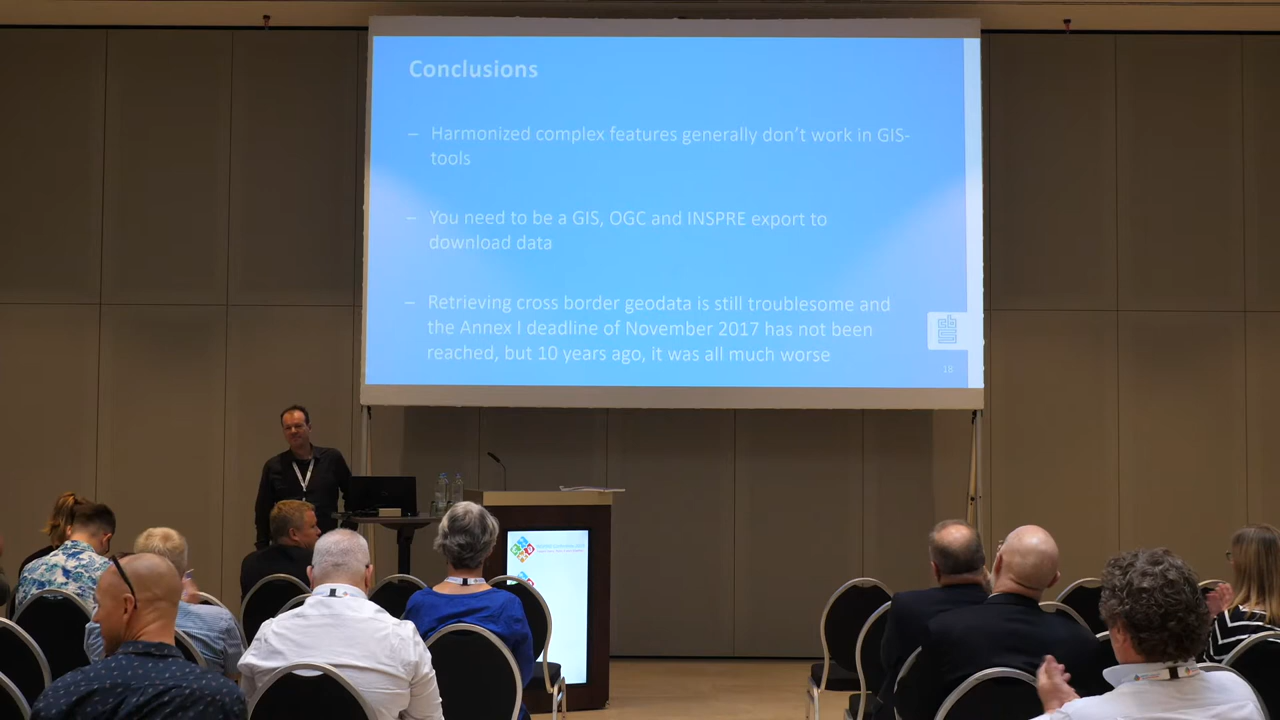 Conclusions
– Harmonized complex features generally don't work in GIS-
tools
– You need to be a GIS, OGC and INSPRE export to
download data
– Retrieving cross border geodata is still troublesome and
the Annex I deadline of November 2017 has not been
reached, but 10 years ago, it was all much worse
18